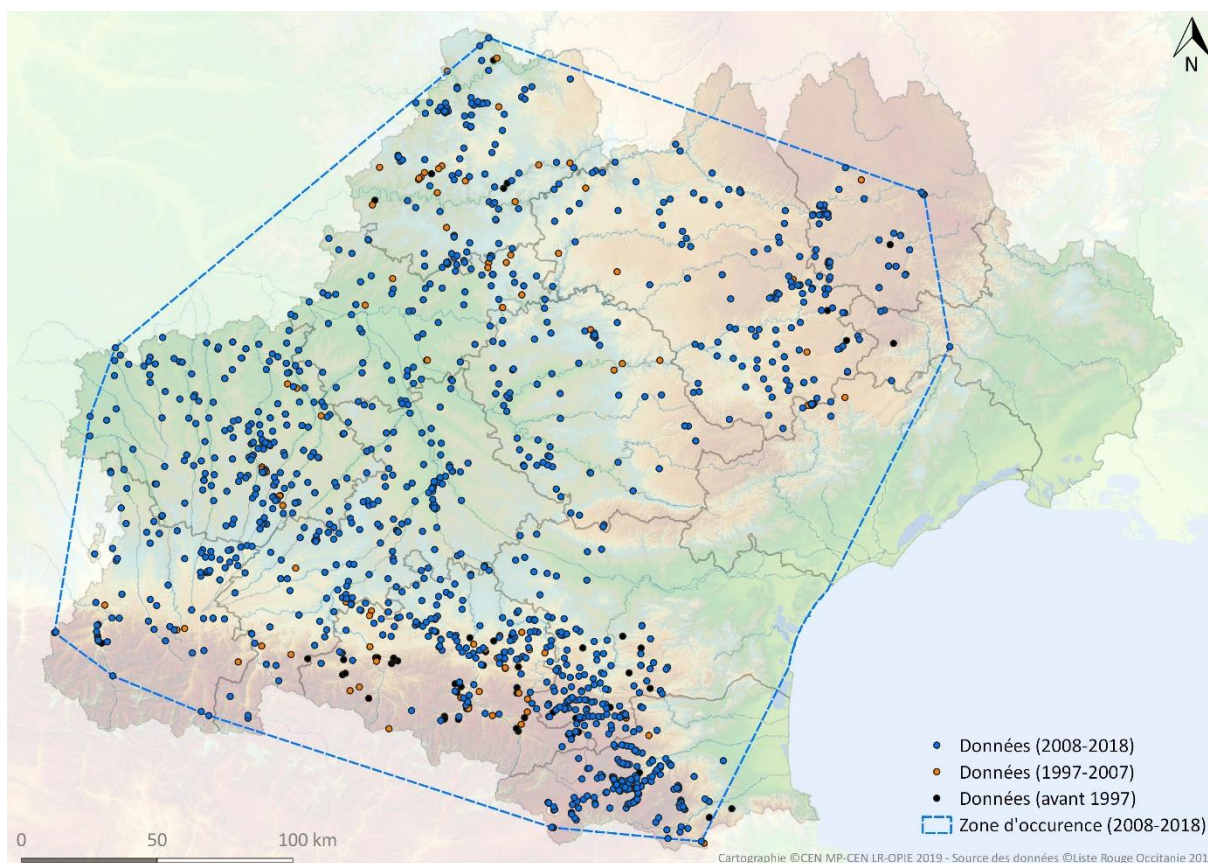 N
Données (2008-2018)
Données (1997-2007)
Données (avant 1997)
Zone d'occurence (2008-2018)
0 50 100 km
Cartographie ©CEN MP-CEN LR-OPIE 2019 - Source des données ©Liste Rouge Occitanie 201